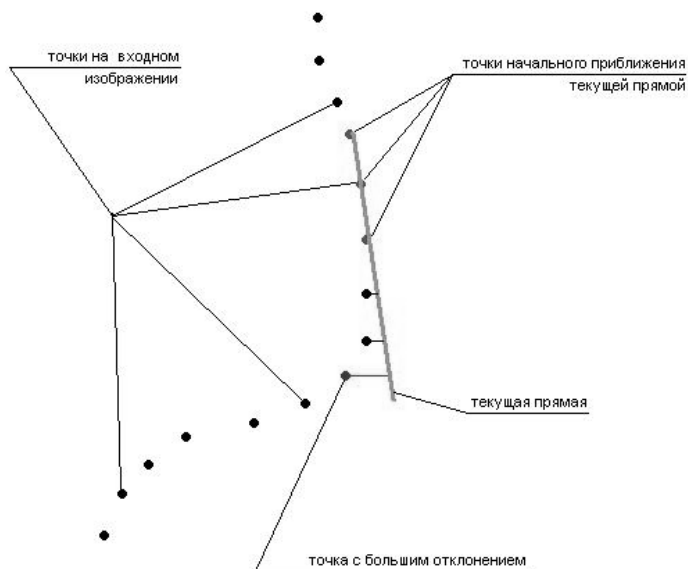 точки на входном
изображении
точки начального приближения
текущей прямой
текущая прямая
точка с большим отклонением